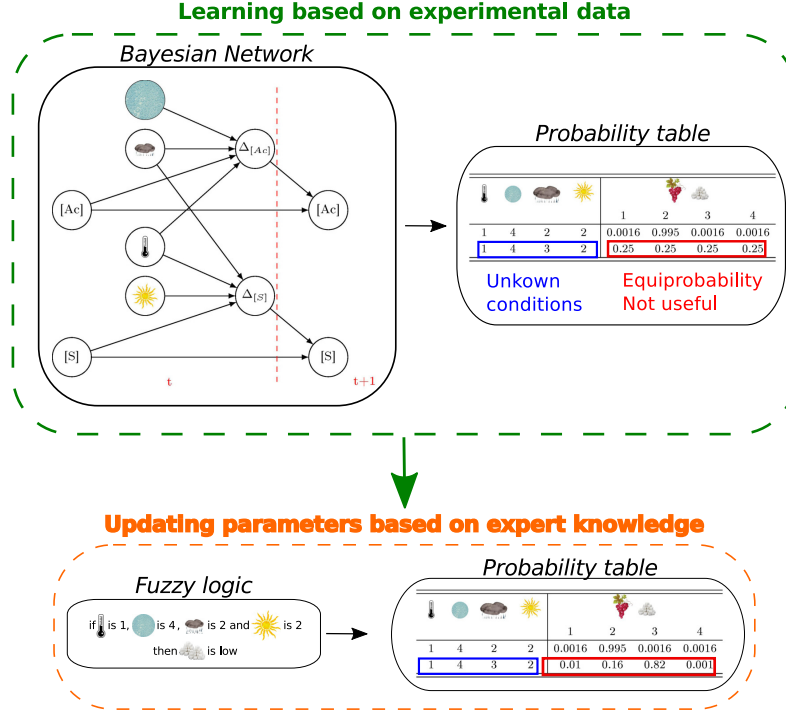 Learning based on experimental data
Bayesian Network
Δ[Ac]
[Ac]
[Ac]
Δ[S]
[S]
[S]
t
t+1
Probability table
1 2 3 4
1 4 2 2 0.0016 0.995 0.0016 0.0016
1 4 3 2 0.25 0.25 0.25 0.25
Unkown
conditions
Equiprobability
Not useful
Updating parameters based on expert knowledge
Fuzzy logic
if is 1, is 4, is 2 and is 2
then is low
Probability table
1 2 3 4
1 4 2 2 0.0016 0.995 0.0016 0.0016
1 4 3 2 0.01 0.16 0.82 0.001